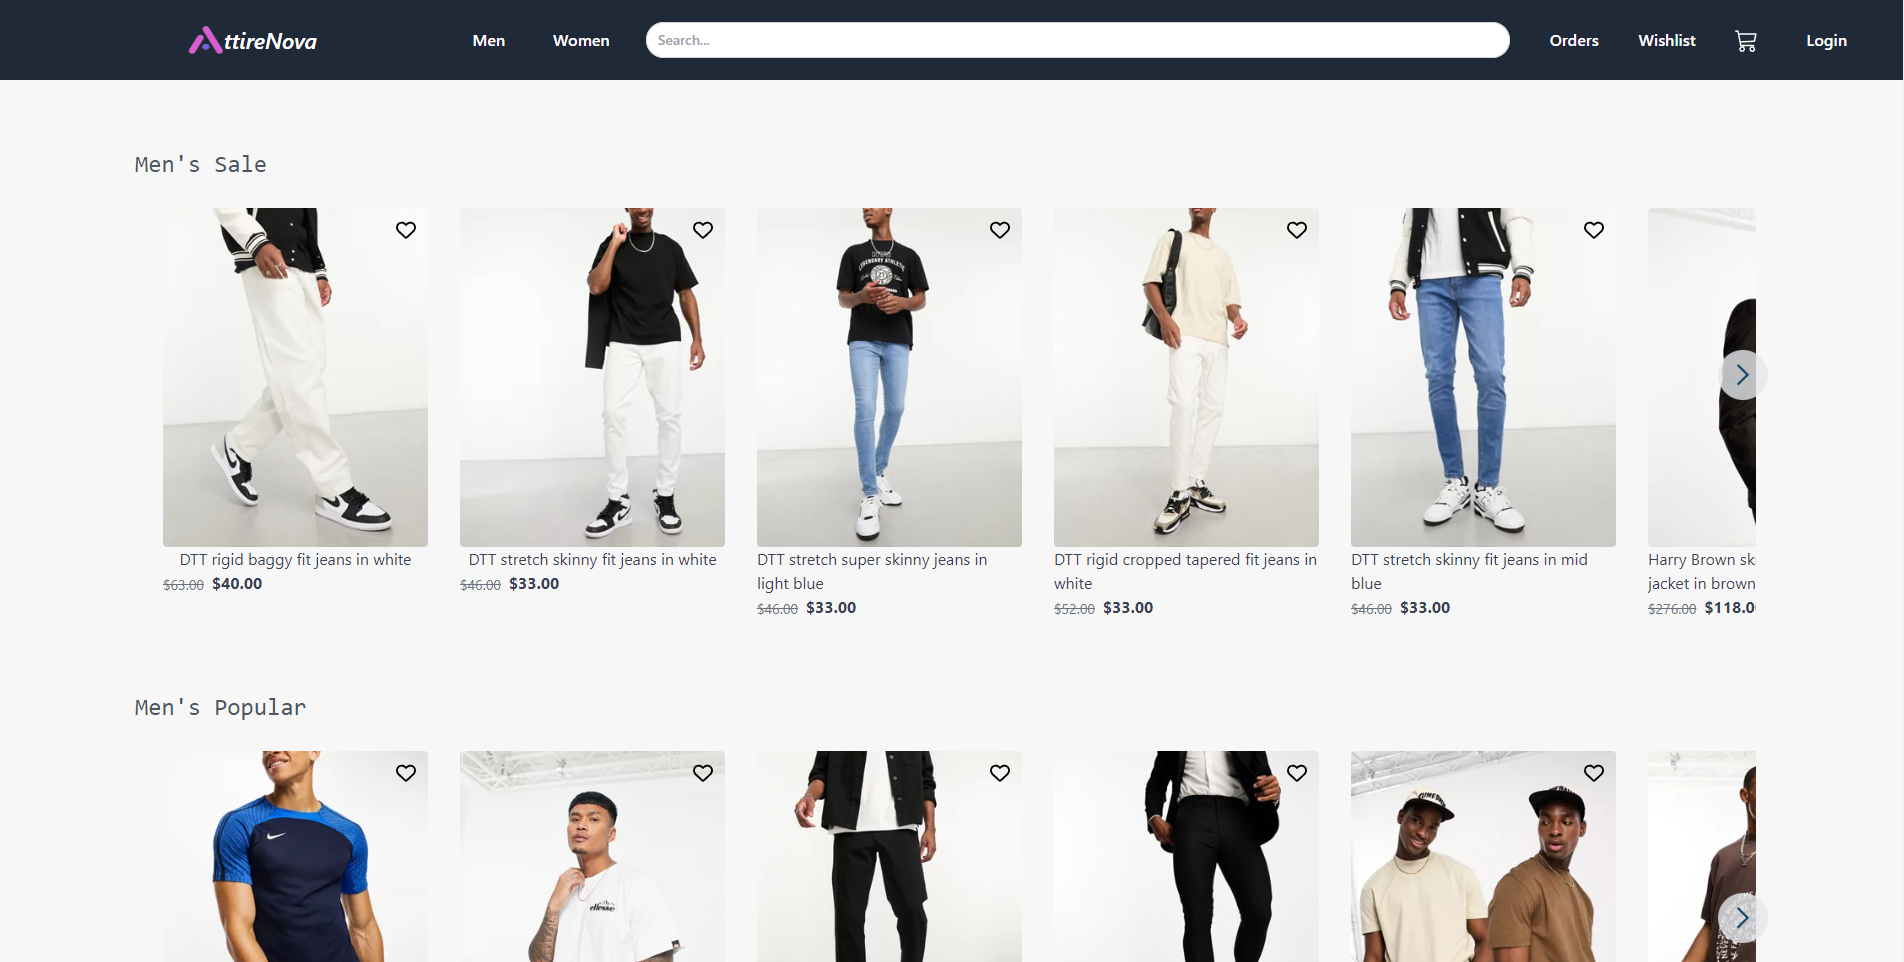 ttireNova
Men
Women
Search...
Orders
Wishlist
Login
Men's Sale
LEGENDARY ATHLETIC
DTT rigid baggy fit jeans in white
$63.00 $40.00
DTT stretch skinny fit jeans in white
$46.00 $33.00
DTT stretch super skinny jeans in
light blue
$46.00 $33.00
DTT rigid cropped tapered fit jeans in
white
$52.00 $33.00
DTT stretch skinny fit jeans in mid
blue
$46.00 $33.00
Harry Brown sk
jacket in brown
$276.00 $118.0
Men's Popular
ellesse